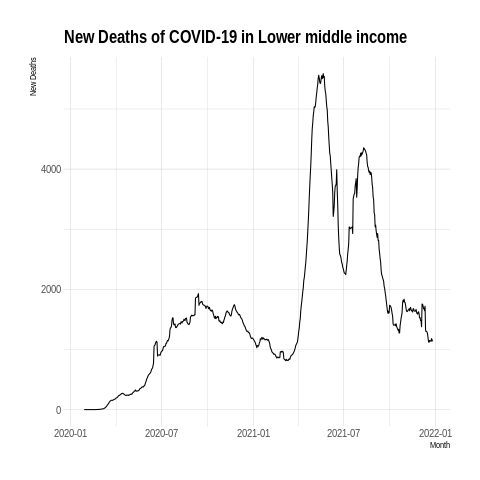 New Deaths of COVID-19 in Lower middle income
New Deaths
4000
2000
0
2020-01 2020-07 2021-01 2021-07 2022-01
Month